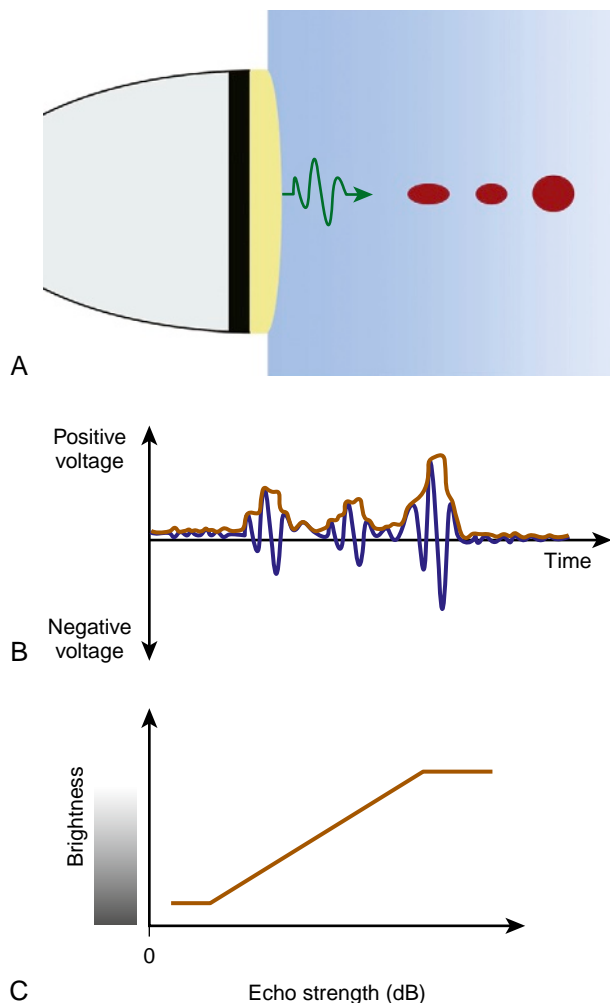 A
Positive
voltage
Time
Negative
voltage
B
Brightness
0
C
Echo strength (dB)